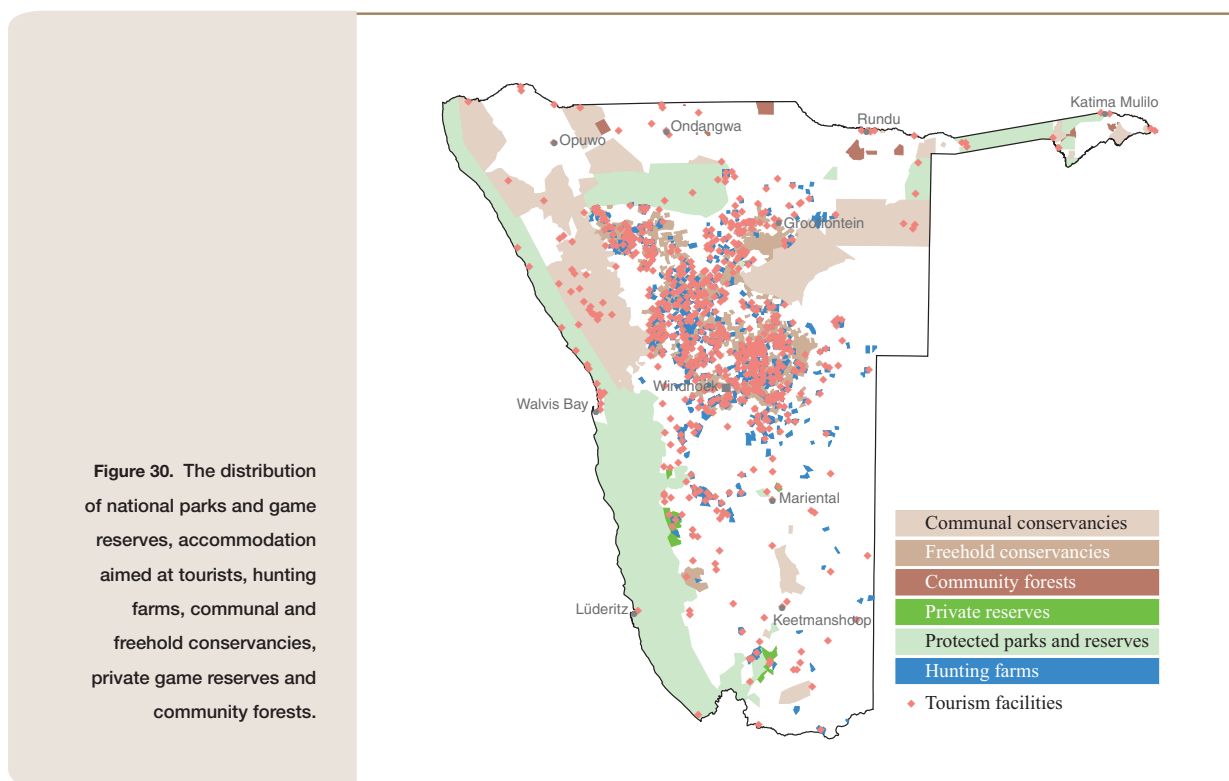 Figure 30. The distribution
of national parks and game
reserves, accommodation
aimed at tourists, hunting
farms, communal and
freehold conservancies,
private game reserves and
community forests.
Katima Mulilo
Rundu
Ondangwa
Opuwo
Grootfontein
Windhoek
Walvis Bay
Mariental
Lüderitz
Keetmanshoop
Communal conservancies
Freehold conservancies
Community forests
Private reserves
Protected parks and reserves
Hunting farms
Tourism facilities